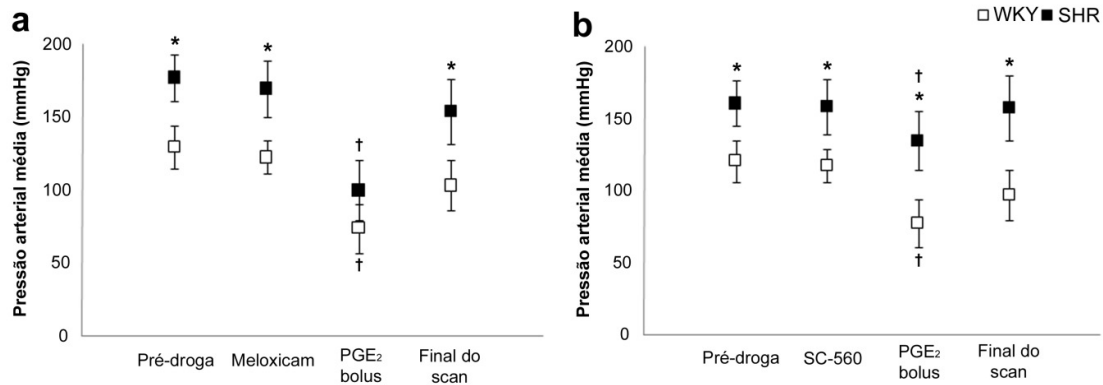 a
Pressão arterial média (mmHg)
200
150
100
50
0
*
*
†
†
*
Pré-droga
Meloxicam
PGE₂
bolus
Final do
scan
WKY SHR
b
Pressão arterial média (mmHg)
200
150
100
50
0
*
*
†
*
†
*
Pré-droga
SC-560
PGE₂
bolus
Final do
scan